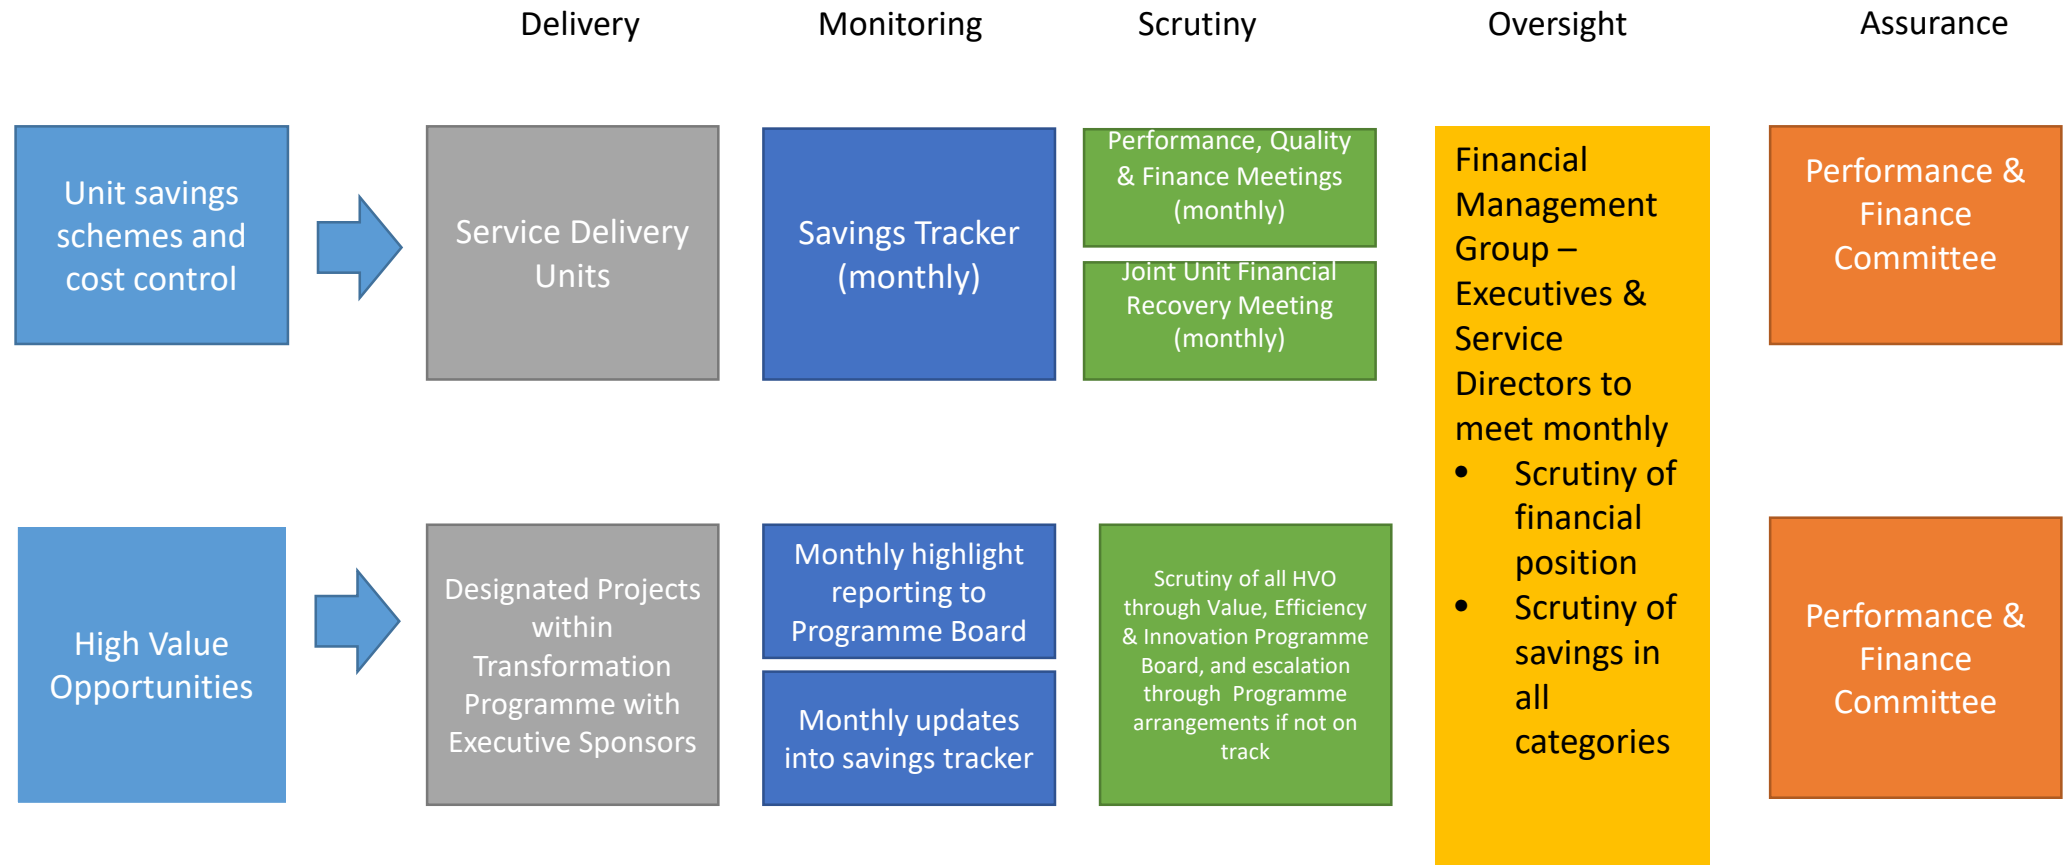 Delivery
Monitoring
Scrutiny
Oversight
Assurance
Unit savings
schemes and
cost control
Service Delivery
Units
Savings Tracker
(monthly)
Performance, Quality
& Finance Meetings
(monthly)
Joint Unit Financial
Recovery Meeting
(monthly)
Financial
Management
Group –
Executives &
Service
Directors to
meet monthly
• Scrutiny of
financial
position
• Scrutiny of
savings in
all
categories
Performance &
Finance
Committee
High Value
Opportunities
Designated Projects
within
Transformation
Programme with
Executive Sponsors
Monthly highlight
reporting to
Programme Board
Monthly updates
into savings tracker
Scrutiny of all HVO
through Value, Efficiency
& Innovation Programme
Board, and escalation
through Programme
arrangements if not on
track
Performance &
Finance
Committee